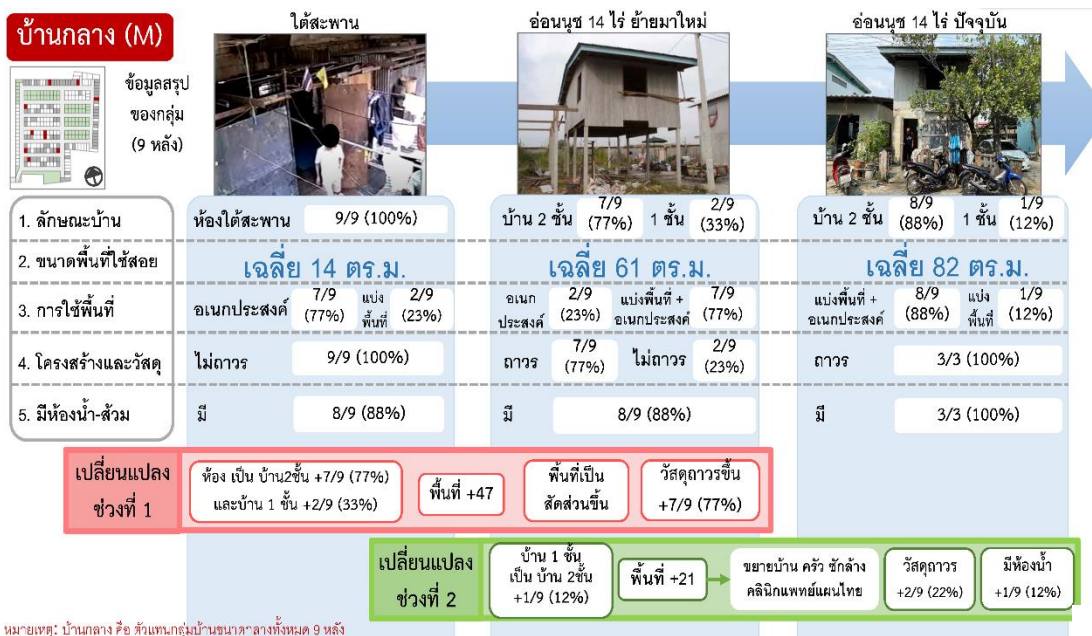 บ้านกลาง (M)
ใต้สะพาน
อ่อนนุช 14 ไร่ ย้ายมาใหม่
อ่อนนุช 14 ไร่ ปัจจุบัน
ข้อมูลสรุป
ของกลุ่ม
(9 หลัง)
1. ลักษณะบ้าน
ห้องใต้สะพาน 9/9 (100%)
บ้าน 2 ชั้น 7/9 (77%) 1 ชั้น 2/9 (33%)
บ้าน 2 ชั้น 8/9 (88%) 1 ชั้น 1/9 (12%)
2. ขนาดพื้นที่ใช้สอย
เฉลี่ย 14 ตร.ม.
เฉลี่ย 61 ตร.ม.
เฉลี่ย 82 ตร.ม.
3. การใช้พื้นที่
อเนกประสงค์ 7/9 (77%) แบ่งพื้นที่ 2/9 (23%)
อเนกประสงค์ 2/9 (23%) แบ่งพื้นที่ + อเนกประสงค์ 7/9 (77%)
แบ่งพื้นที่ + อเนกประสงค์ 8/9 (88%) แบ่งพื้นที่ 1/9 (12%)
4. โครงสร้างและวัสดุ
ไม่ถาวร 9/9 (100%)
ถาวร 7/9 (77%) ไม่ถาวร 2/9 (23%)
ถาวร 3/3 (100%)
5. มีห้องน้ำ-ส้วม
มี 8/9 (88%)
มี 8/9 (88%)
มี 3/3 (100%)
เปลี่ยนแปลง
ช่วงที่ 1
ห้อง เป็น บ้าน2ชั้น +7/9 (77%)
และบ้าน 1 ชั้น +2/9 (33%)
พื้นที่ +47
พื้นที่เป็น
สัดส่วนขึ้น
วัสดุถาวรขึ้น
+7/9 (77%)
เปลี่ยนแปลง
ช่วงที่ 2
บ้าน 1 ชั้น
เป็น บ้าน 2ชั้น
+1/9 (12%)
พื้นที่ +21
ขยายบ้าน ครัว ซักล้าง
คลินิกแพทย์แผนไทย
วัสดุถาวร
+2/9 (22%)
มีห้องน้ำ
+1/9 (12%)
หมายเหตุ: บ้านกลาง คือ ตัวแทนกลุ่มบ้านขนาดกลางทั้งหมด 9 หลัง